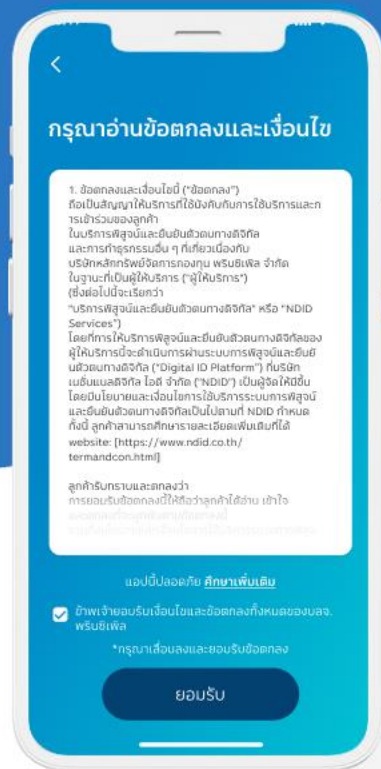 กรุณาอ่านข้อตกลงและเงื่อนไข
1. ข้อตกลงและเงื่อนไขนี้ ("ข้อตกลง")
ถือเป็นสัญญาให้บริการที่ใช้บังคับกับการใช้บริการและก
ารเข้าร่วมของลูกค้า
ในบริการพิสูจน์และยืนยันตัวตนทางดิจิทัล
และการทำธุรกรรมอื่น ๆ ที่เกี่ยวเนื่องกับ
บริษัทหลักทรัพย์จัดการกองทุน พรินซิเพิล จำกัด
ในฐานะที่เป็นผู้ให้บริการ ("ผู้ให้บริการ")
(ซึ่งต่อไปนี้จะเรียกว่า
"บริการพิสูจน์และยืนยันตัวตนทางดิจิทัล" หรือ "NDID
Services")
โดยที่การให้บริการพิสูจน์และยืนยันตัวตนทางดิจิทัลของ
ผู้ให้บริการนี้จะดำเนินการผ่านระบบการพิสูจน์และยืนยั
นตัวตนทางดิจิทัล ("Digital ID Platform") ที่บริษัท
เนชั่นแนลดิจิทัล ไอดี จำกัด ("NDID") เป็นผู้จัดให้มีขึ้น
โดยมีนโยบายและเงื่อนไขการใช้บริการระบบการพิสูจน์
และยืนยันตัวตนทางดิจิทัลเป็นไปตามที่ NDID กำหนด
ทั้งนี้ ลูกค้าสามารถศึกษารายละเอียดเพิ่มเติมที่ได้
website: [https://www.ndid.co.th/
termandcon.html]
ลูกค้ารับทราบและตกลงว่า
การยอมรับข้อตกลงนี้ให้ถือว่าลูกค้าได้อ่าน เข้าใจ
แอปนี้ปลอดภัย ศึกษาเพิ่มเติม
ข้าพเจ้ายอมรับเงื่อนไขและข้อตกลงทั้งหมดของบลจ.
พรินซิเพิล
*กรุณาเลื่อนลงและยอมรับข้อตกลง
ยอมรับ